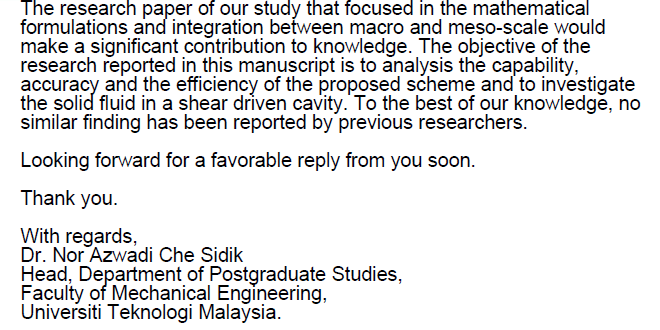 The research paper of our study that focused in the mathematical
formulations and integration between macro and meso-scale would
make a significant contribution to knowledge. The objective of the
research reported in this manuscript is to analysis the capability,
accuracy and the efficiency of the proposed scheme and to investigate
the solid fluid in a shear driven cavity. To the best of our knowledge, no
similar finding has been reported by previous researchers.
Looking forward for a favorable reply from you soon.
Thank you.
With regards,
Dr. Nor Azwadi Che Sidik
Head, Department of Postgraduate Studies,
Faculty of Mechanical Engineering,
Universiti Teknologi Malaysia.